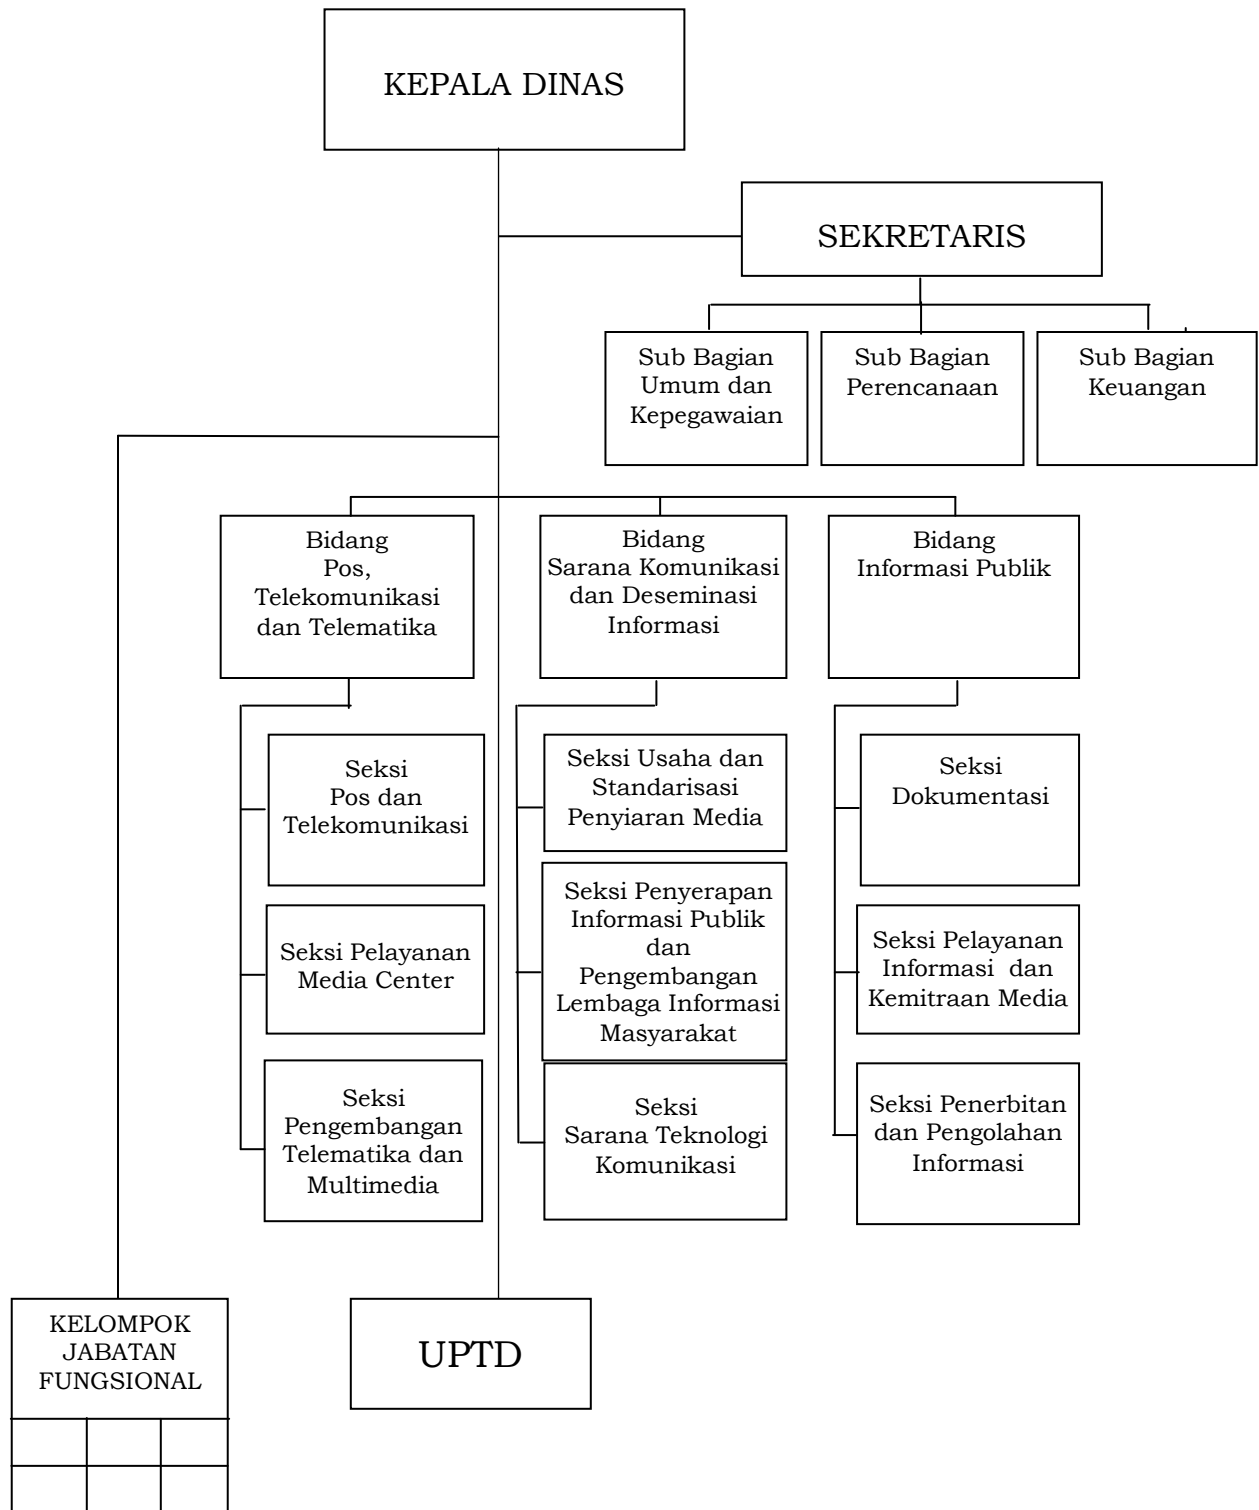 KEPALA DINAS
SEKRETARIS
Sub Bagian
Umum dan
Kepegawaian
Sub Bagian
Perencanaan
Sub Bagian
Keuangan
Bidang
Pos,
Telekomunikasi
dan Telematika
Bidang
Sarana Komunikasi
dan Deseminasi
Informasi
Bidang
Informasi Publik
Seksi
Pos dan
Telekomunikasi
Seksi Pelayanan
Media Center
Seksi
Pengembangan
Telematika dan
Multimedia
Seksi Usaha dan
Standarisasi
Penyiaran Media
Seksi Penyerapan
Informasi Publik
dan
Pengembangan
Lembaga Informasi
Masyarakat
Seksi
Sarana Teknologi
Komunikasi
Seksi
Dokumentasi
Seksi Pelayanan
Informasi  dan
Kemitraan Media
Seksi Penerbitan
dan Pengolahan
Informasi
KELOMPOK
JABATAN
FUNGSIONAL
UPTD